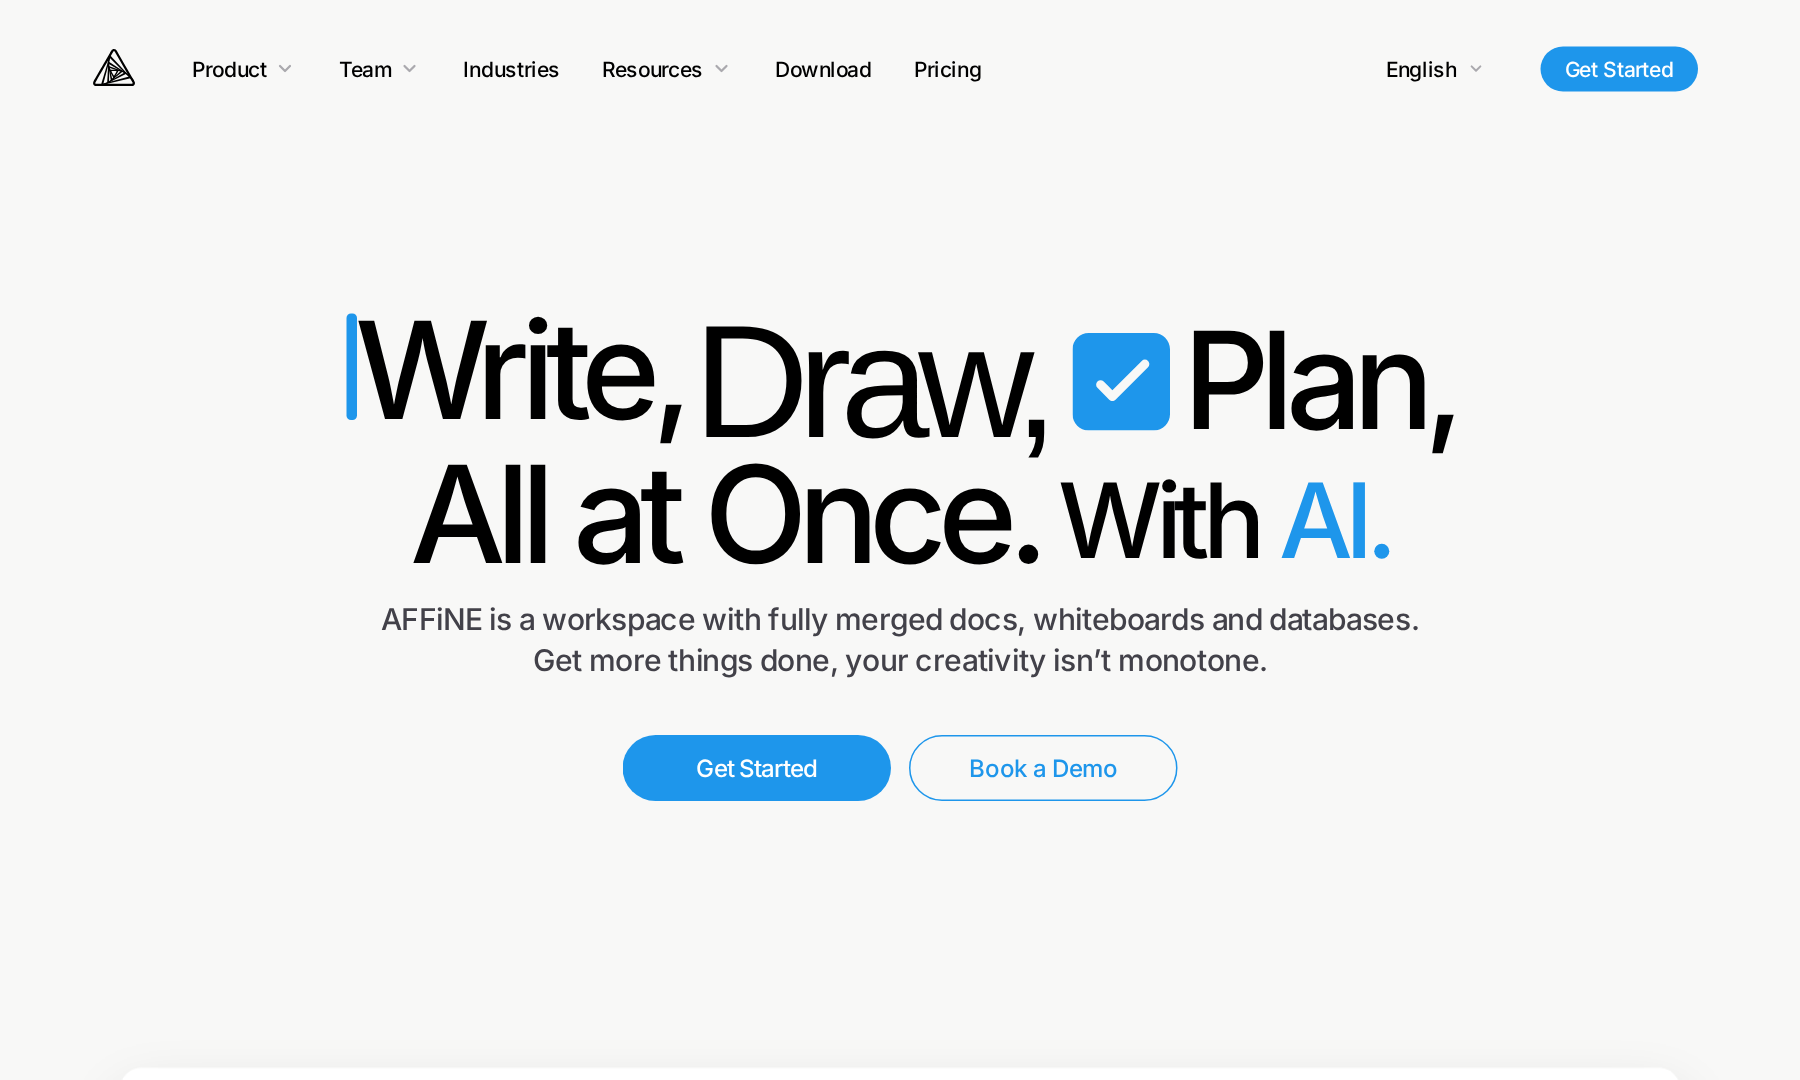 Product Team Industries Resources Download Pricing English Get Started
Write, Draw, Plan,
All at Once. With AI.
AFFiNE is a workspace with fully merged docs, whiteboards and databases.
Get more things done, your creativity isn’t monotone.
Get Started Book a Demo